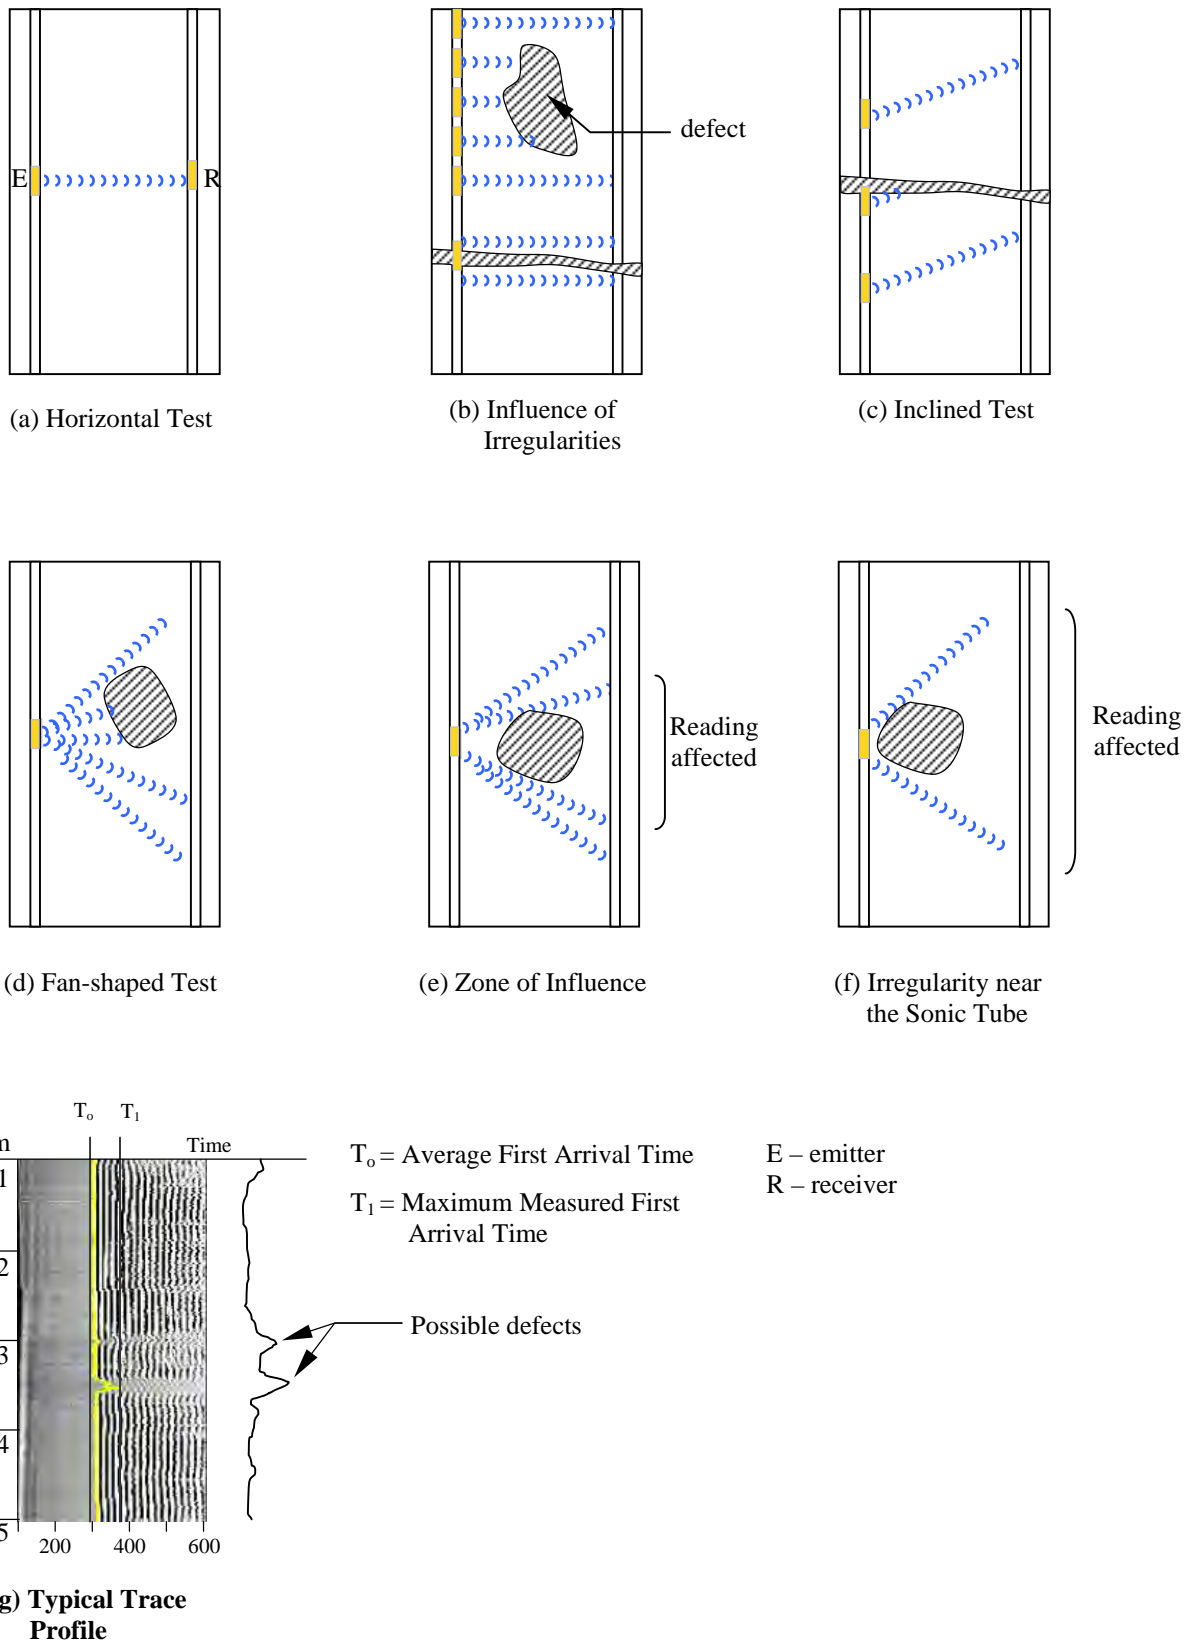 E
R
defect
(a) Horizontal Test
(b) Influence of
Irregularities
(c) Inclined Test
Reading
affected
Reading
affected
(d) Fan-shaped Test
(e) Zone of Influence
(f) Irregularity near
the Sonic Tube
Tₒ T₁
m
Time
1
2
3
4
5
200 400 600
Tₒ = Average First Arrival Time
T₁ = Maximum Measured First
Arrival Time
E – emitter
R – receiver
Possible defects
g) Typical Trace
Profile